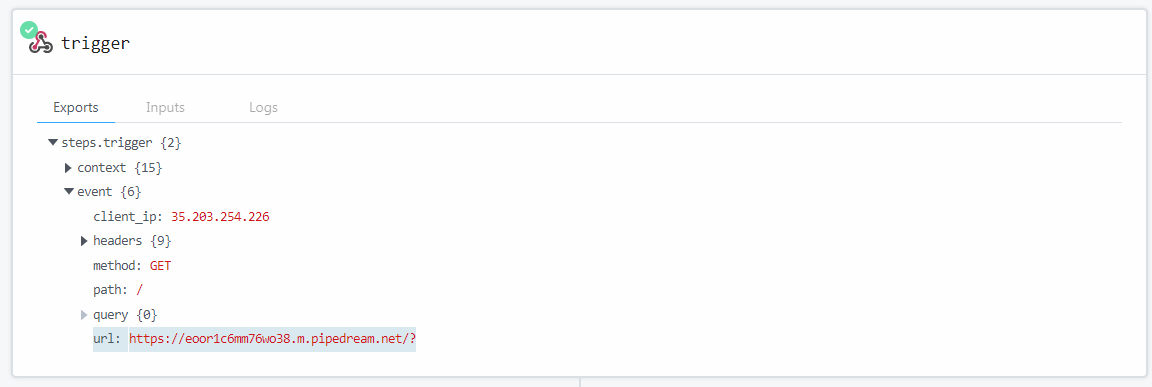 trigger
Exports Inputs Logs
steps.trigger {2}
context {15}
event {6}
client_ip: 35.203.254.226
headers {9}
method: GET
path: /
query {0}
url: https://eoor1c6mm76wo38.m.pipedream.net/?